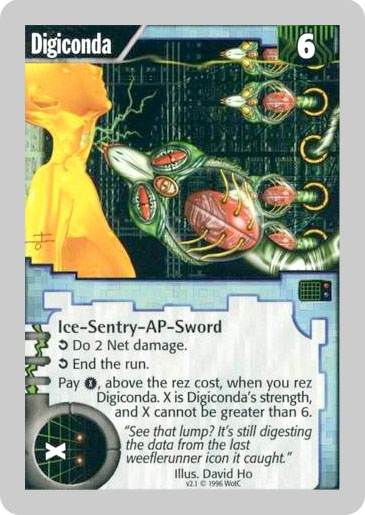 Digiconda
6
Ice-Sentry-AP-Sword
Do 2 Net damage.
End the run.
Pay X, above the rez cost, when you rez
Digiconda. X is Digiconda's strength,
and X cannot be greater than 6.
X
"See that lump? It's still digesting
the data from the last
weeflerunner icon it caught."
Illus. David Ho
v2.1 © 1996 WotC